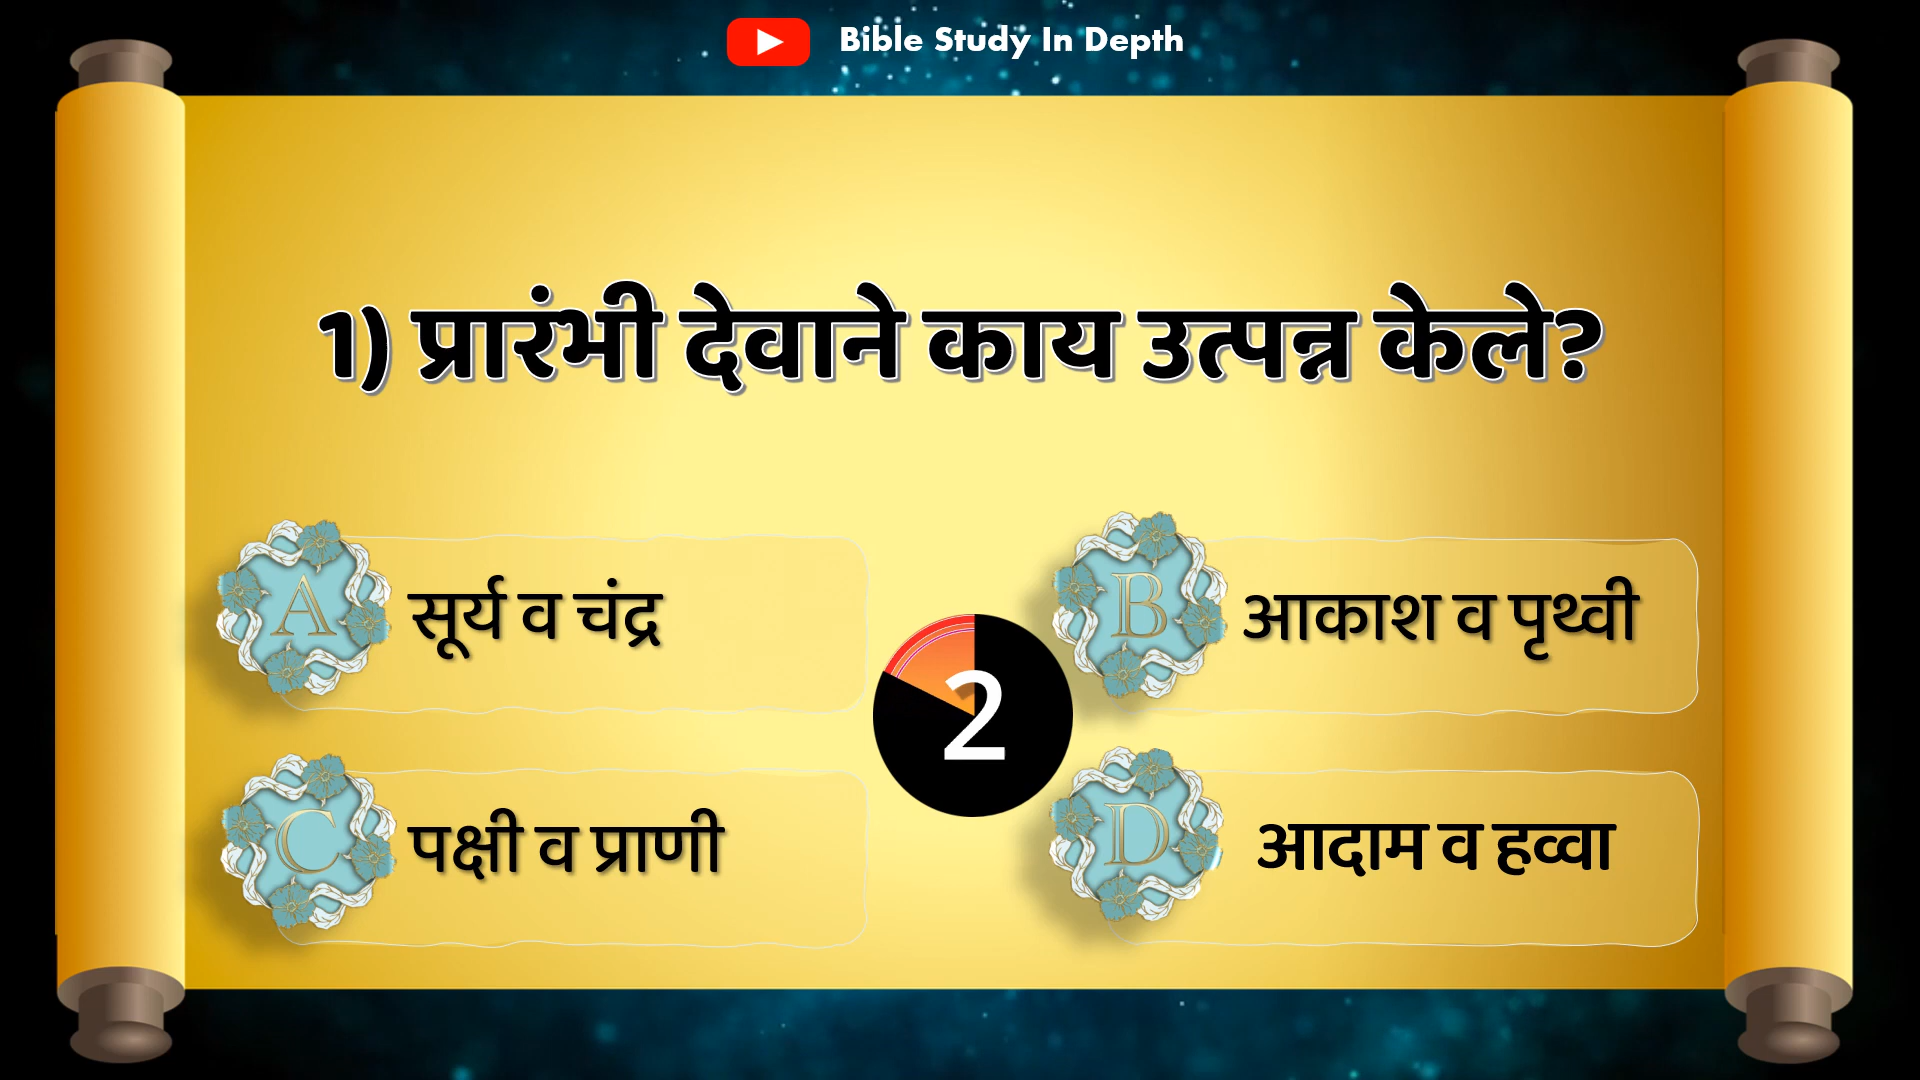 Bible Study In Depth
1) प्रारंभी देवाने काय उत्पन्न केले?
A सूर्य व चंद्र
B आकाश व पृथ्वी
2
C पक्षी व प्राणी
D आदाम व हव्वा